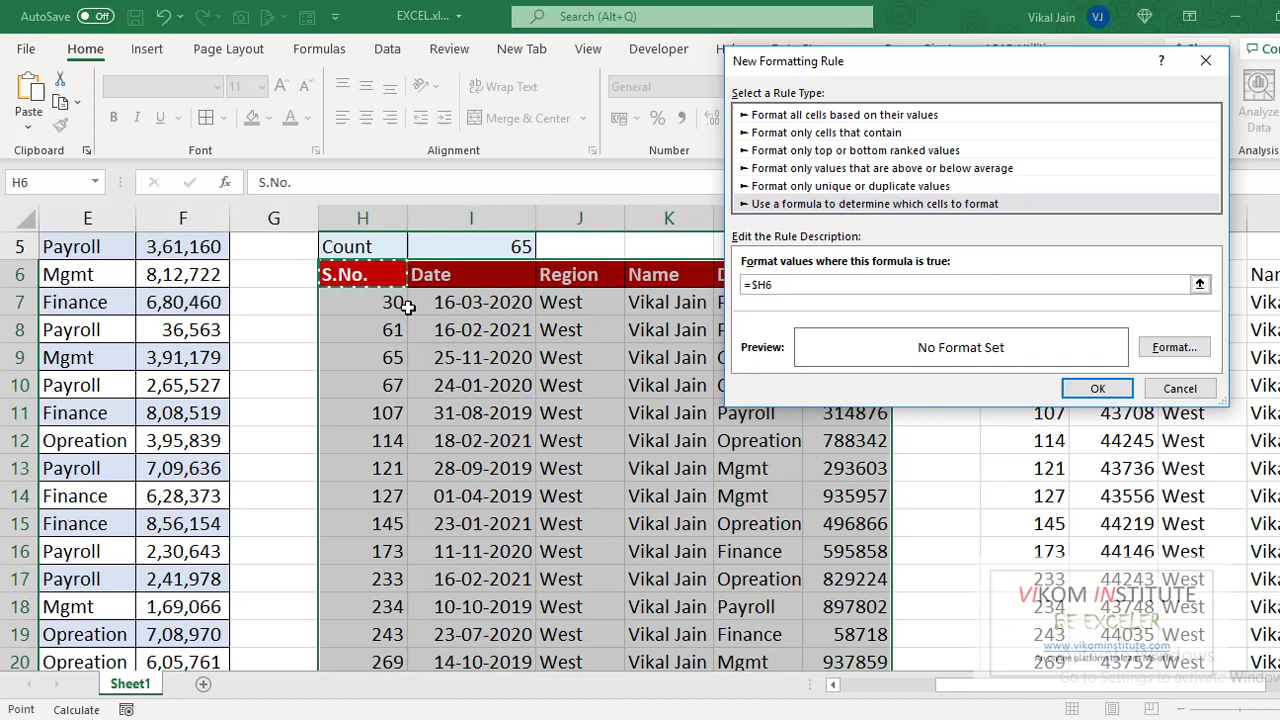 AutoSave Off EXCEL.xl... Search (Alt+Q) Vikal Jain VJ
File Home Insert Page Layout Formulas Data Review New Tab View Developer
Paste 11 Wrap Text Merge & Center General Analyze Data
Clipboard Font Alignment Number Analysis
H6 S.No.
E F G H I J K
5 Payroll 3,61,160 Count 65
6 Mgmt 8,12,722 S.No. Date Region Name
7 Finance 6,80,460 30 16-03-2020 West Vikal Jain
8 Payroll 36,563 61 16-02-2021 West Vikal Jain
9 Mgmt 3,91,179 65 25-11-2020 West Vikal Jain
10 Payroll 2,65,527 67 24-01-2020 West Vikal Jain
11 Finance 8,08,519 107 31-08-2019 West Vikal Jain Payroll 314876 107 43708 West Vikal J
12 Opreation 3,95,839 114 18-02-2021 West Vikal Jain Opreation 788342 114 44245 West Vikal J
13 Payroll 7,09,636 121 28-09-2019 West Vikal Jain Mgmt 293603 121 43736 West Vikal J
14 Finance 6,28,373 127 01-04-2019 West Vikal Jain Mgmt 935957 127 43556 West Vikal J
15 Finance 8,56,154 145 23-01-2021 West Vikal Jain Opreation 496866 145 44219 West Vikal J
16 Payroll 2,30,643 173 11-11-2020 West Vikal Jain Finance 595858 173 44146 West Vikal J
17 Payroll 2,41,978 233 16-02-2021 West Vikal Jain Opreation 829224 233 44243 West Vikal J
18 Mgmt 1,69,066 234 10-10-2019 West Vikal Jain Payroll 897802 234 43748 West Vikal J
19 Opreation 7,08,970 243 23-07-2020 West Vikal Jain Finance 58718 243 44035 West Vikal J
20 Opreation 6,05,761 269 14-10-2019 West Vikal Jain Mgmt 937859 269 43752 West Vikal J
New Formatting Rule ?
Select a Rule Type:
► Format all cells based on their values
► Format only cells that contain
► Format only top or bottom ranked values
► Format only values that are above or below average
► Format only unique or duplicate values
► Use a formula to determine which cells to format
Edit the Rule Description:
Format values where this formula is true:
=$H6
Preview: No Format Set Format...
OK Cancel
VIKOM INSTITUTE
BE EXCELER
www.vikominstitute.com
Sheet1
Point Calculate